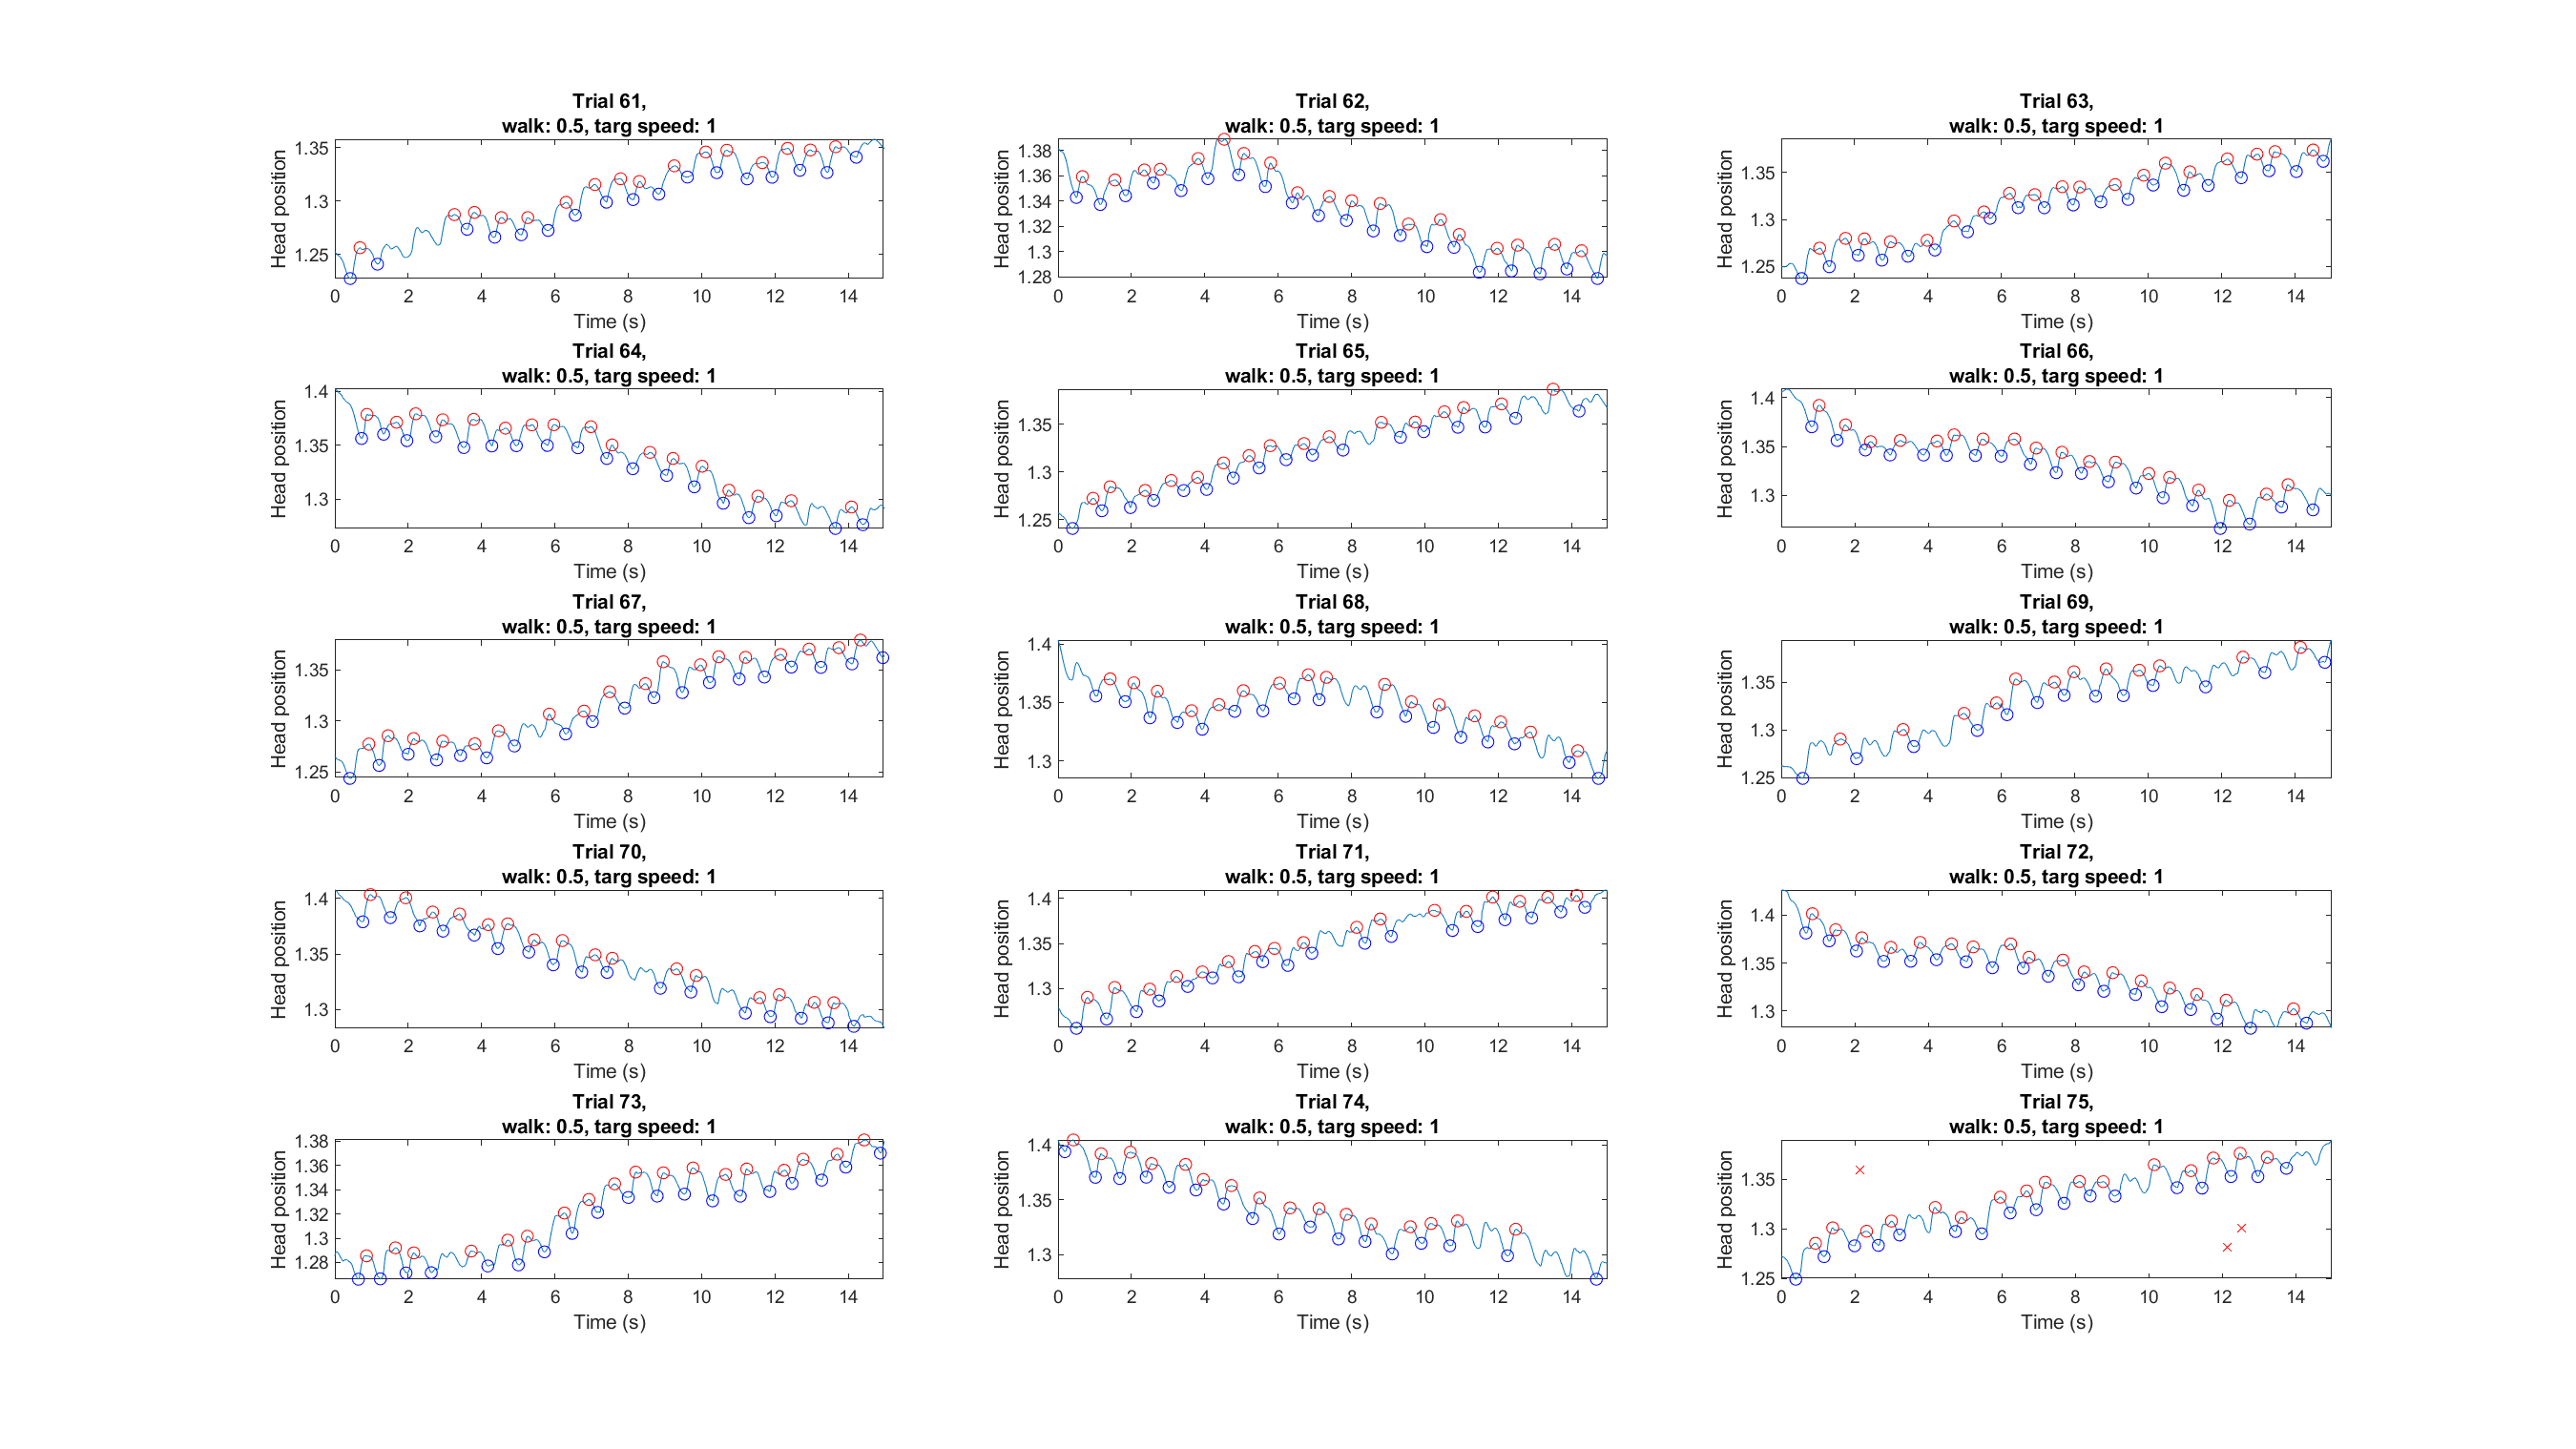 Trial 61,
walk: 0.5, targ speed: 1
Head position
1.35
1.3
1.25
0 2 4 6 8 10 12 14
Time (s)
Trial 62,
walk: 0.5, targ speed: 1
Head position
1.38
1.36
1.34
1.32
1.3
1.28
0 2 4 6 8 10 12 14
Time (s)
Trial 63,
walk: 0.5, targ speed: 1
Head position
1.35
1.3
1.25
0 2 4 6 8 10 12 14
Time (s)
Trial 64,
walk: 0.5, targ speed: 1
Head position
1.4
1.35
1.3
0 2 4 6 8 10 12 14
Time (s)
Trial 65,
walk: 0.5, targ speed: 1
Head position
1.35
1.3
1.25
0 2 4 6 8 10 12 14
Time (s)
Trial 66,
walk: 0.5, targ speed: 1
Head position
1.4
1.35
1.3
0 2 4 6 8 10 12 14
Time (s)
Trial 67,
walk: 0.5, targ speed: 1
Head position
1.35
1.3
1.25
0 2 4 6 8 10 12 14
Time (s)
Trial 68,
walk: 0.5, targ speed: 1
Head position
1.4
1.35
1.3
0 2 4 6 8 10 12 14
Time (s)
Trial 69,
walk: 0.5, targ speed: 1
Head position
1.35
1.3
1.25
0 2 4 6 8 10 12 14
Time (s)
Trial 70,
walk: 0.5, targ speed: 1
Head position
1.4
1.35
1.3
0 2 4 6 8 10 12 14
Time (s)
Trial 71,
walk: 0.5, targ speed: 1
Head position
1.4
1.35
1.3
0 2 4 6 8 10 12 14
Time (s)
Trial 72,
walk: 0.5, targ speed: 1
Head position
1.4
1.35
1.3
0 2 4 6 8 10 12 14
Time (s)
Trial 73,
walk: 0.5, targ speed: 1
Head position
1.38
1.36
1.34
1.32
1.3
1.28
0 2 4 6 8 10 12 14
Time (s)
Trial 74,
walk: 0.5, targ speed: 1
Head position
1.4
1.35
1.3
0 2 4 6 8 10 12 14
Time (s)
Trial 75,
walk: 0.5, targ speed: 1
Head position
1.35
1.3
1.25
0 2 4 6 8 10 12 14
Time (s)